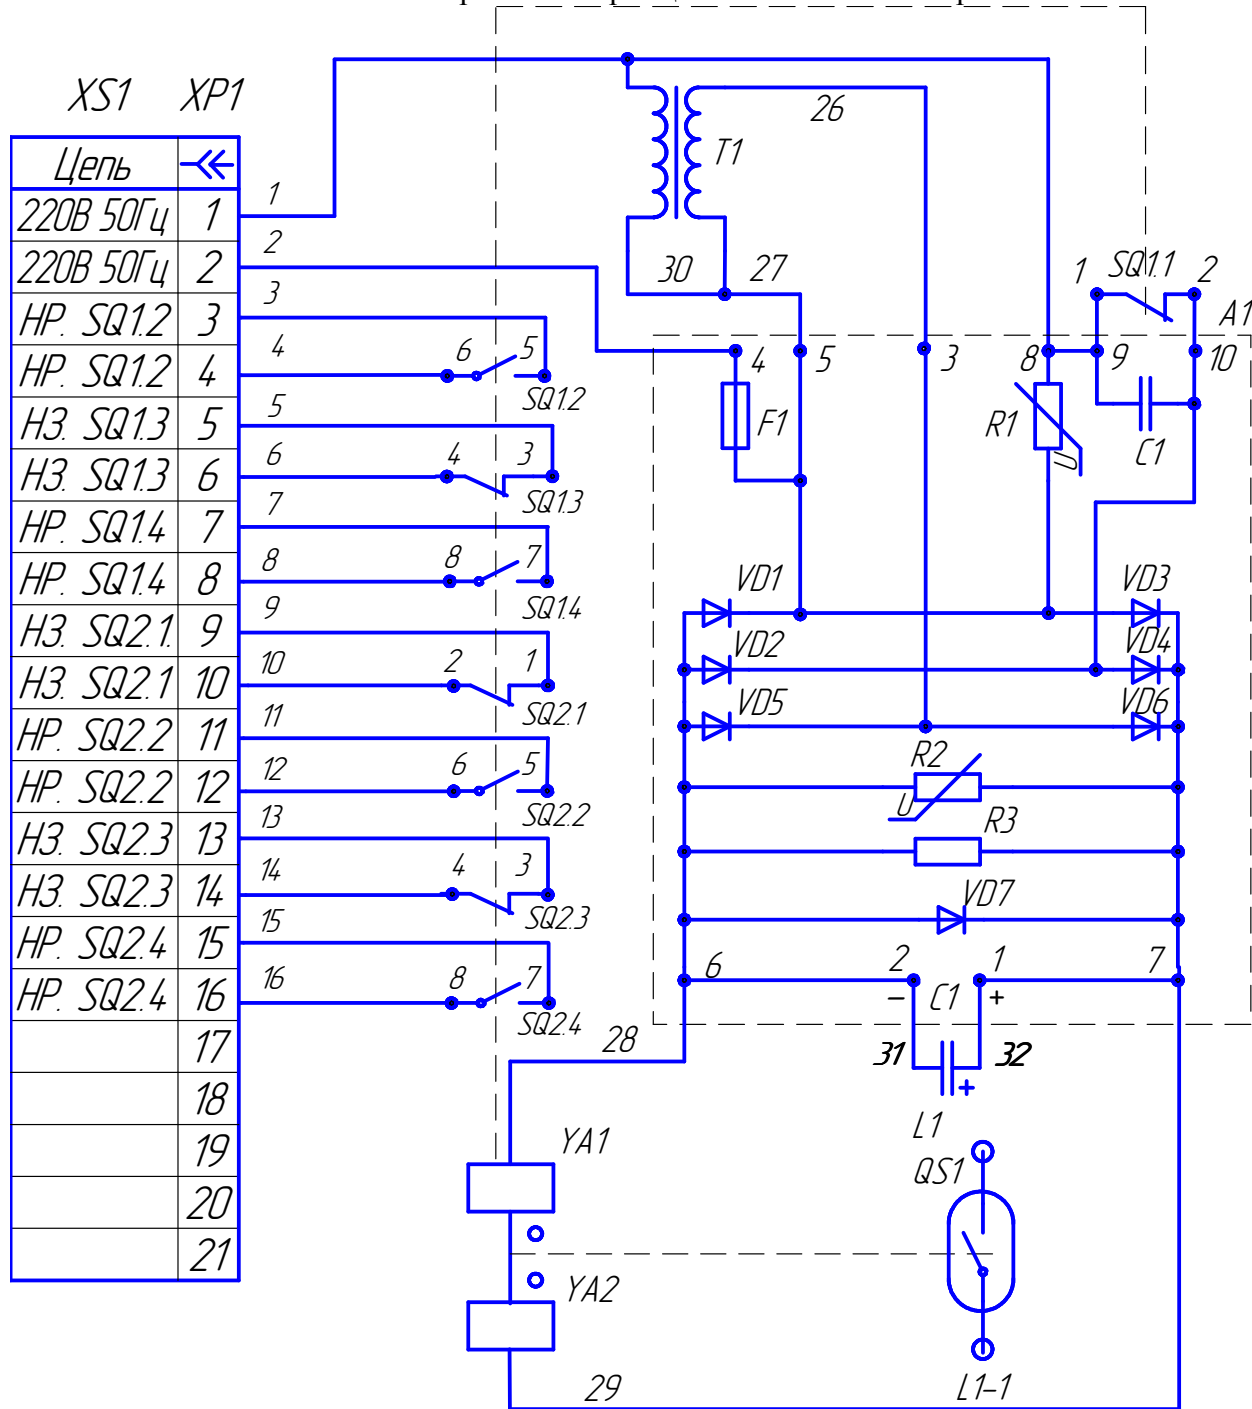 XS1 XP1
Цепь
220В 50Гц 1 1
220В 50Гц 2 2
НР. SQ1.2 3 3
НР. SQ1.2 4 4
НЗ. SQ1.3 5 5
НЗ. SQ1.3 6 6
НР. SQ1.4 7 7
НР. SQ1.4 8 8
НЗ. SQ2.1. 9 9
НЗ. SQ2.1 10 10
НР. SQ2.2 11 11
НР. SQ2.2 12 12
НЗ. SQ2.3 13 13
НЗ. SQ2.3 14 14
НР. SQ2.4 15 15
НР. SQ2.4 16 16
17
18
19
20
21
6 5
SQ1.2
4 3
SQ1.3
8 7
SQ1.4
2 1
SQ2.1
6 5
SQ2.2
4 3
SQ2.3
8 7
SQ2.4
26
T1
30 27
1 SQ1.1 2
A1
4 5 3 8 9 10
F1 R1 C1
U
VD1 VD3
VD2 VD4
VD5 VD6
R2
U
R3
VD7
6 2 1 7
– C1 +
28 31 32
+
YA1
L1
QS1
YA2
L1-1
29